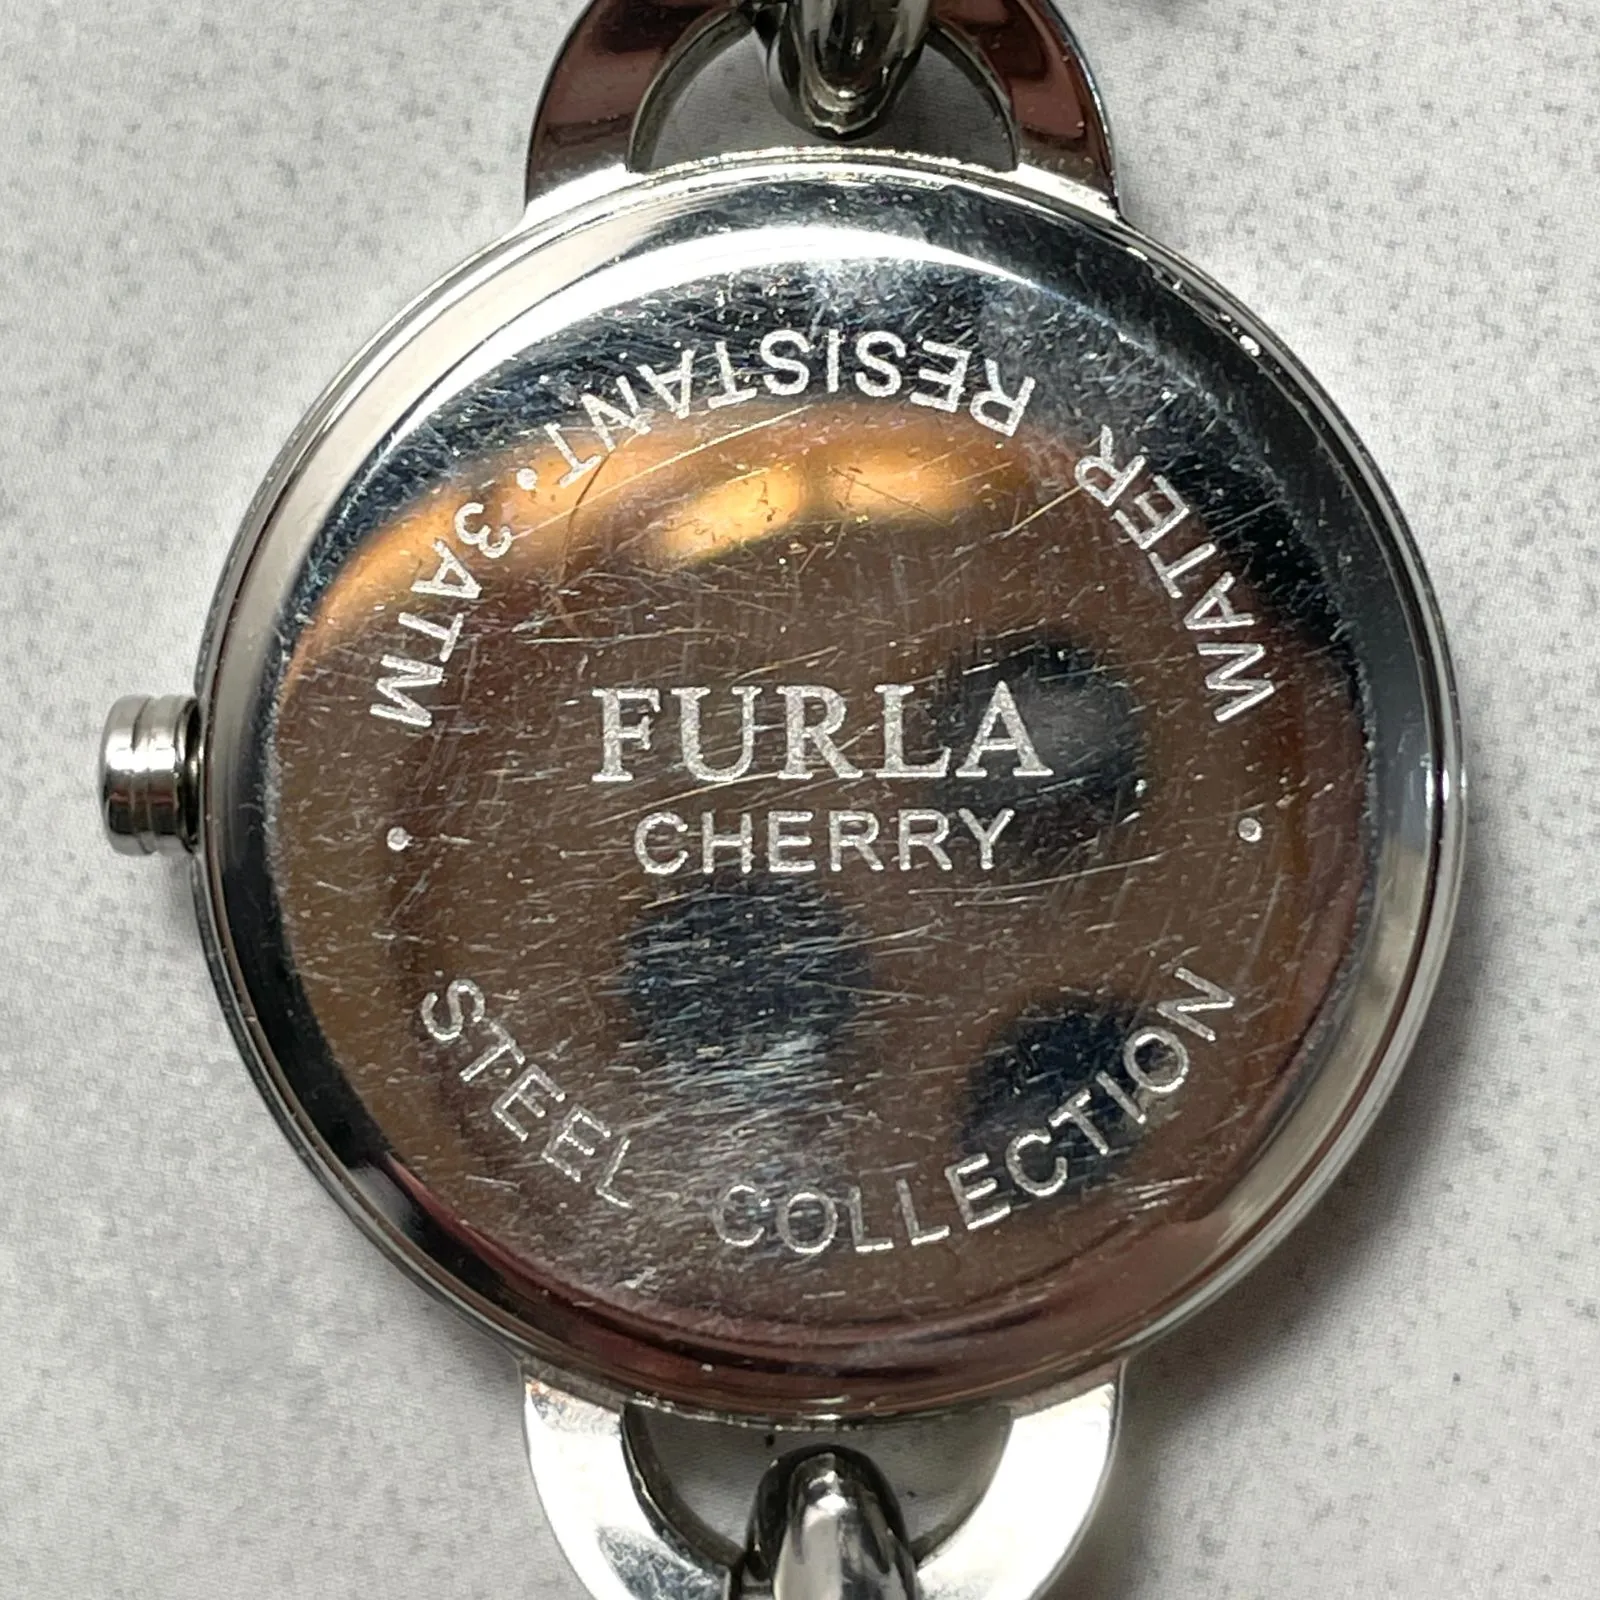 WATER RESISTANT. 3ATM
FURLA
CHERRY
STEEL COLLECTION